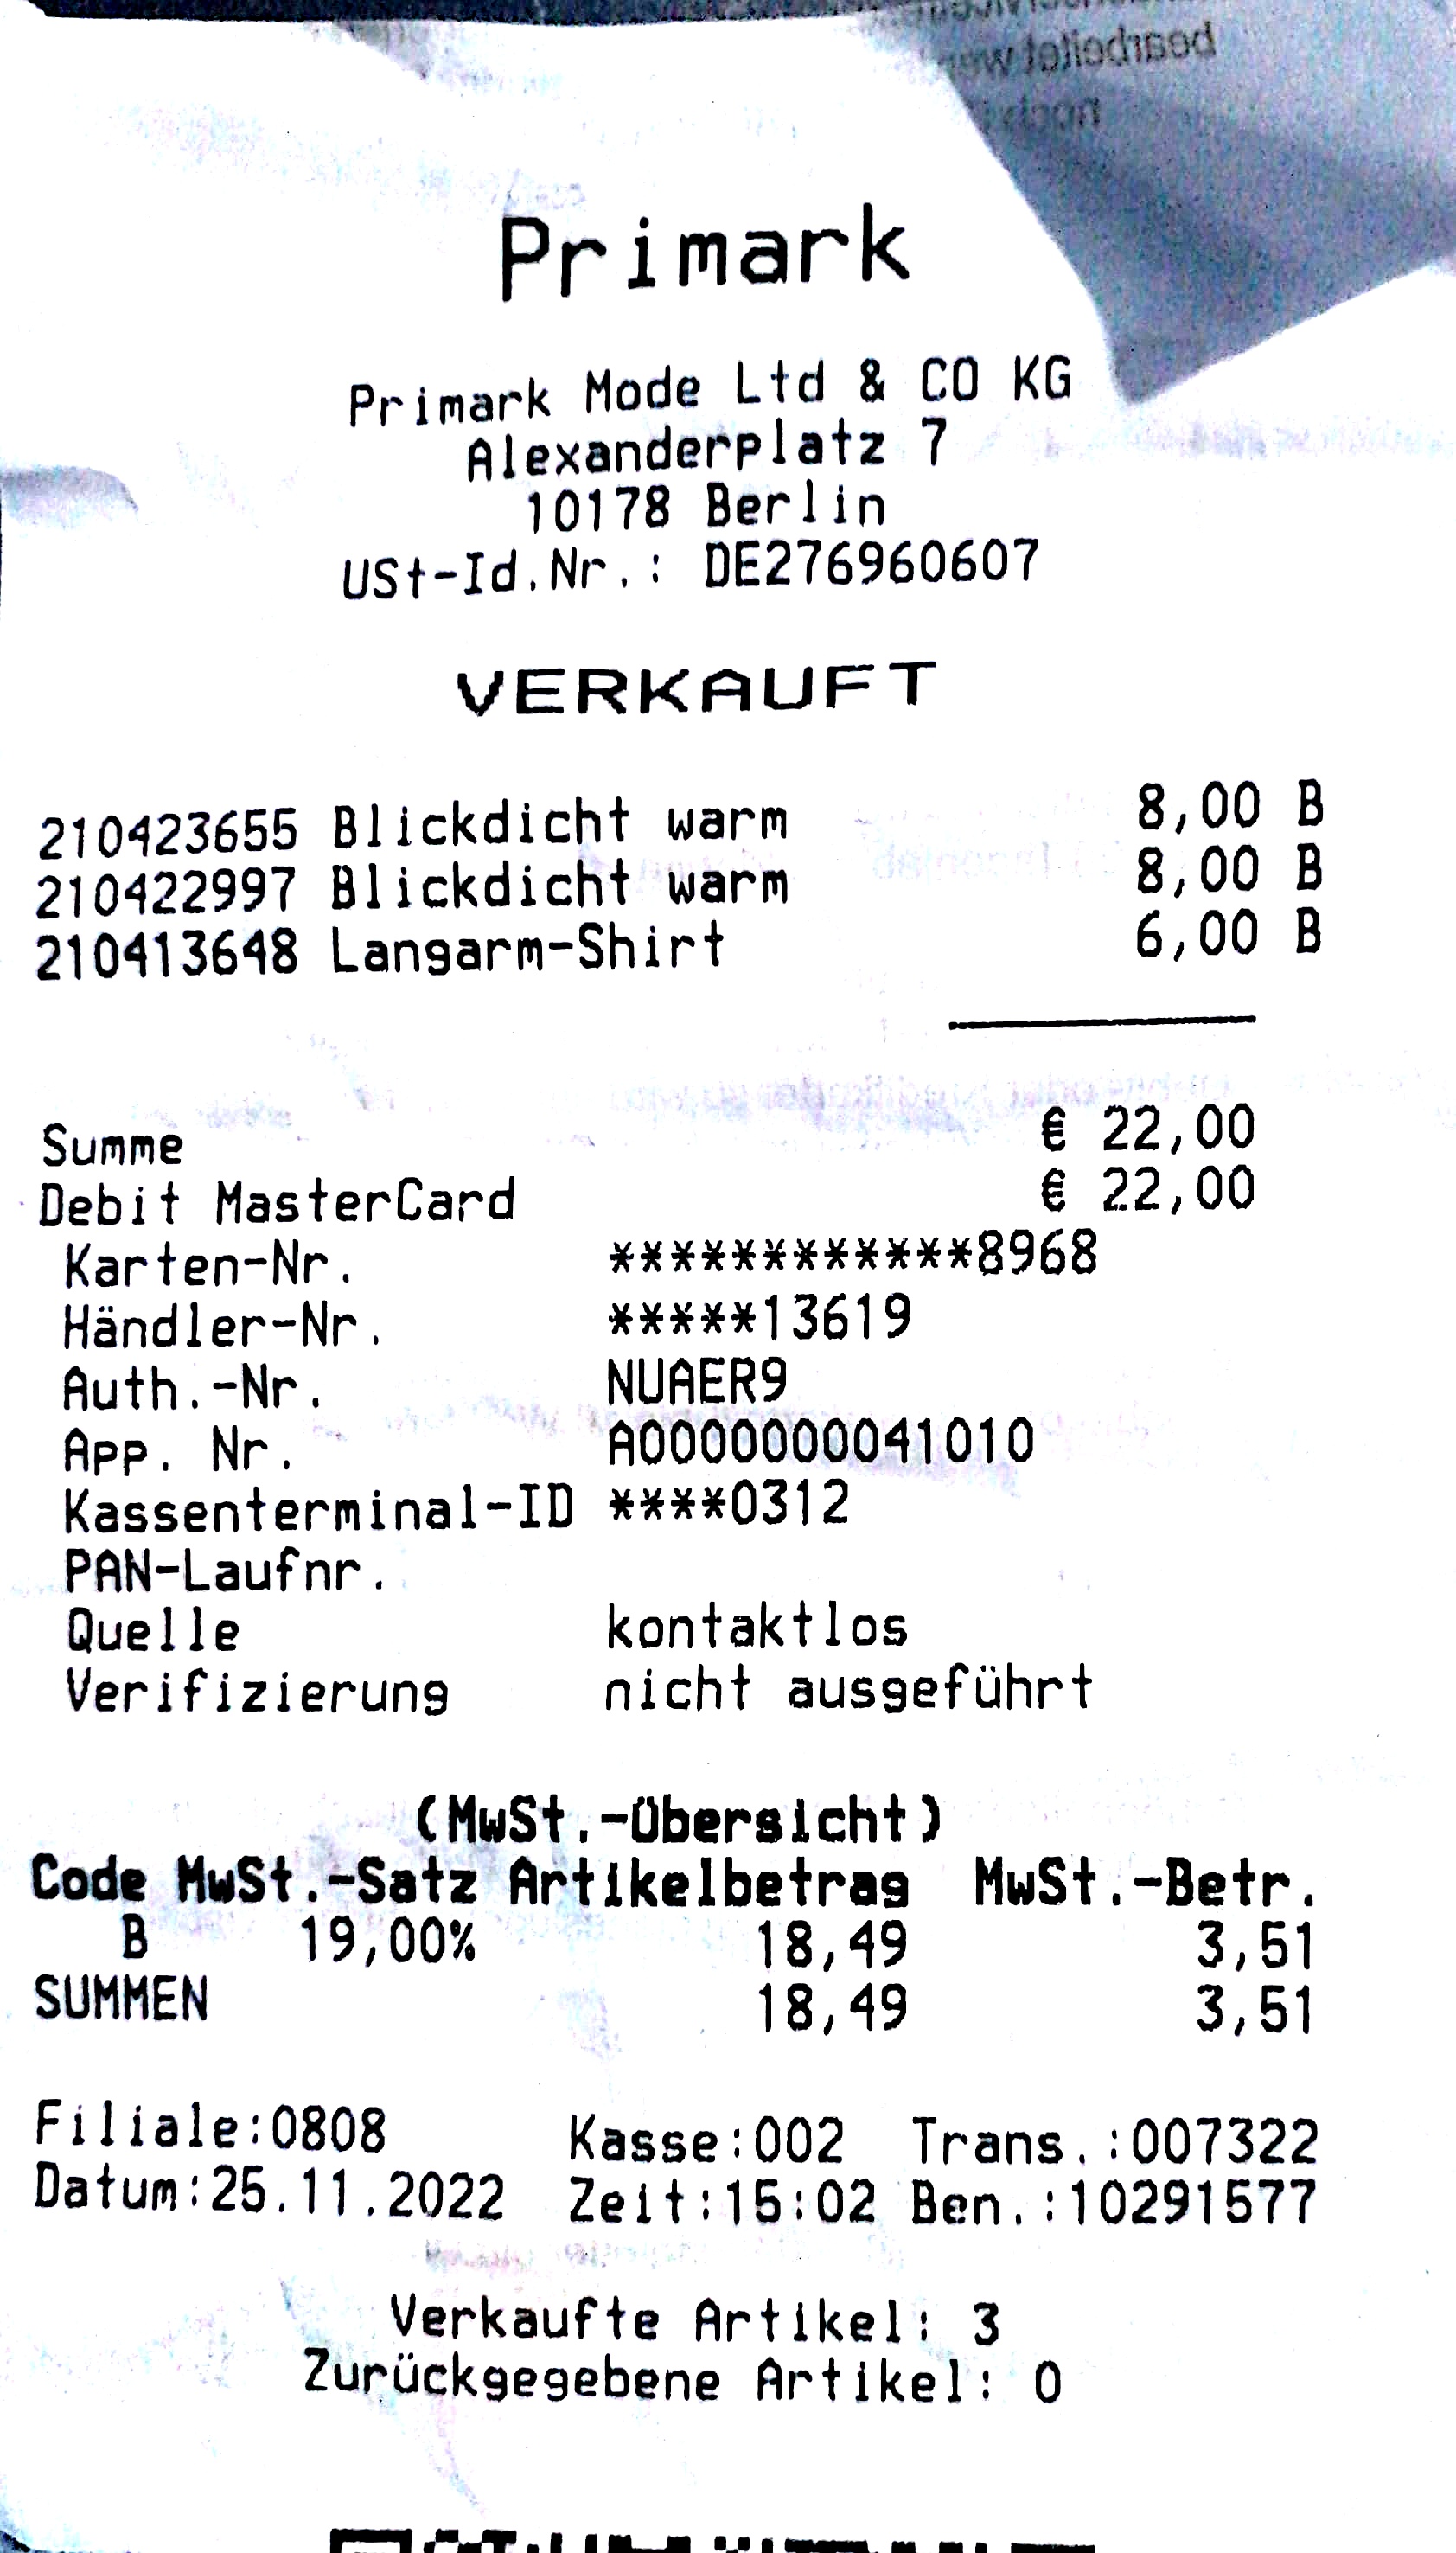 Primark
Primark Mode Ltd & CO KG
Alexanderplatz 7
10178 Berlin
USt-Id.Nr.: DE276960607
VERKAUFT
210423655 Blickdicht warm 8,00 B
210422997 Blickdicht warm 8,00 B
210413648 Langarm-Shirt 6,00 B
Summe € 22,00
Debit MasterCard € 22,00
Karten-Nr. ************8968
Händler-Nr. *****13619
Auth.-Nr. NUAER9
App. Nr. A0000000041010
Kassenterminal-ID ****0312
PAN-Laufnr.
Quelle kontaktlos
Verifizierung nicht ausgeführt
(MwSt.-Übersicht)
Code MwSt.-Satz Artikelbetrag MwSt.-Betr.
B 19,00% 18,49 3,51
SUMMEN 18,49 3,51
Filiale:0808 Kasse:002 Trans.:007322
Datum:25.11.2022 Zeit:15:02 Ben.:10291577
Verkaufte Artikel: 3
Zurückgegebene Artikel: 0